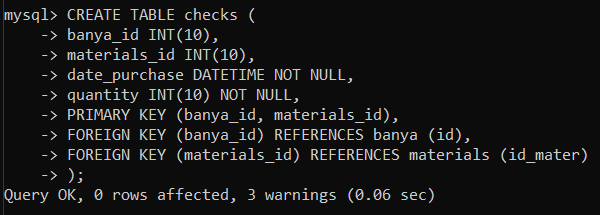 mysql> CREATE TABLE checks (
    -> banya_id INT(10),
    -> materials_id INT(10),
    -> date_purchase DATETIME NOT NULL,
    -> quantity INT(10) NOT NULL,
    -> PRIMARY KEY (banya_id, materials_id),
    -> FOREIGN KEY (banya_id) REFERENCES banya (id),
    -> FOREIGN KEY (materials_id) REFERENCES materials (id_mater)
    -> );
Query OK, 0 rows affected, 3 warnings (0.06 sec)